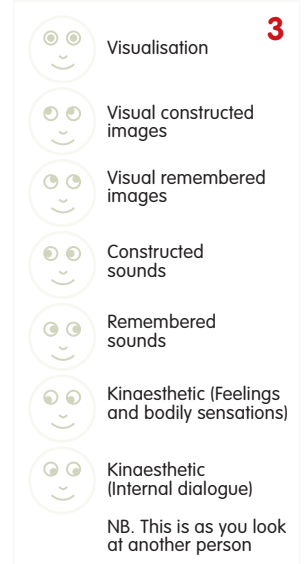 3
Visualisation
Visual constructed
images
Visual remembered
images
Constructed
sounds
Remembered
sounds
Kinaesthetic (Feelings
and bodily sensations)
Kinaesthetic
(Internal dialogue)
NB. This is as you look
at another person